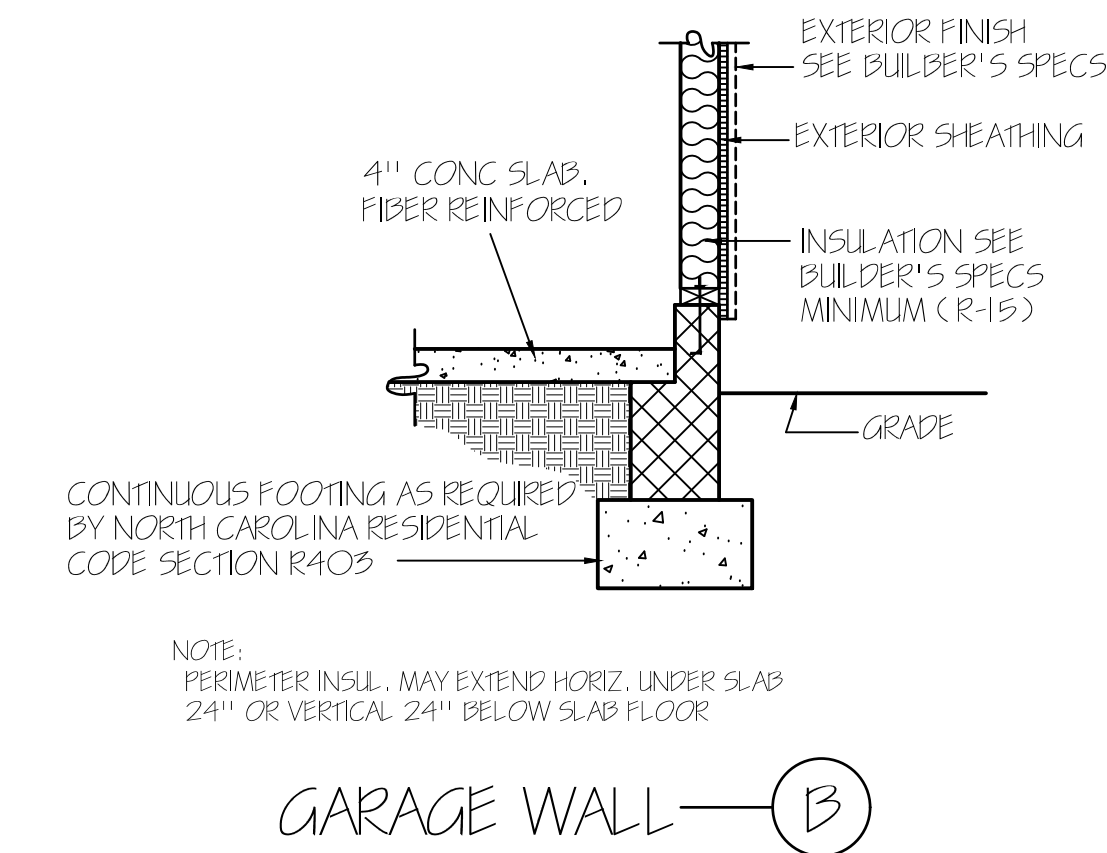 EXTERIOR FINISH
SEE BUILBER'S SPECS
EXTERIOR SHEATHING
4" CONC SLAB,
FIBER REINFORCED
INSULATION SEE
BUILDER'S SPECS
MINIMUM (R-15)
GRADE
CONTINUOUS FOOTING AS REQUIRED
BY NORTH CAROLINA RESIDENTIAL
CODE SECTION R403
NOTE:
PERIMETER INSUL. MAY EXTEND HORIZ. UNDER SLAB
24" OR VERTICAL 24" BELOW SLAB FLOOR
GARAGE WALL B